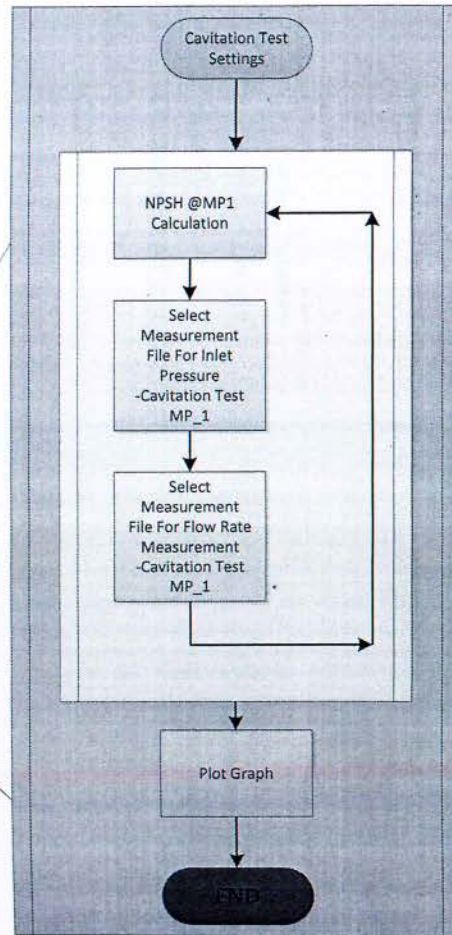 Cavitation Test
Settings
NPSH @MP1
Calculation
Select
Measurement
File For Inlet
Pressure
-Cavitation Test
MP_1
Select
Measurement
File For Flow Rate
Measurement
-Cavitation Test
MP_1
Plot Graph
END